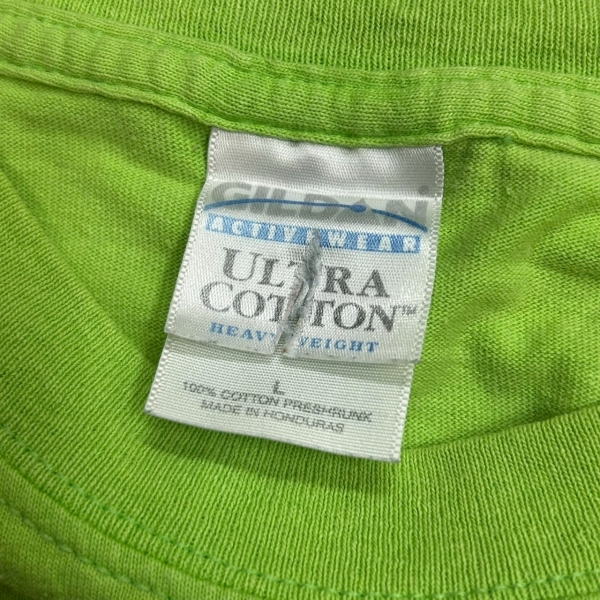 GILDAN
ACTIVEWEAR
ULTRA
COTTON™
HEAVYWEIGHT
L
100% COTTON PRESHRUNK
MADE IN HONDURAS